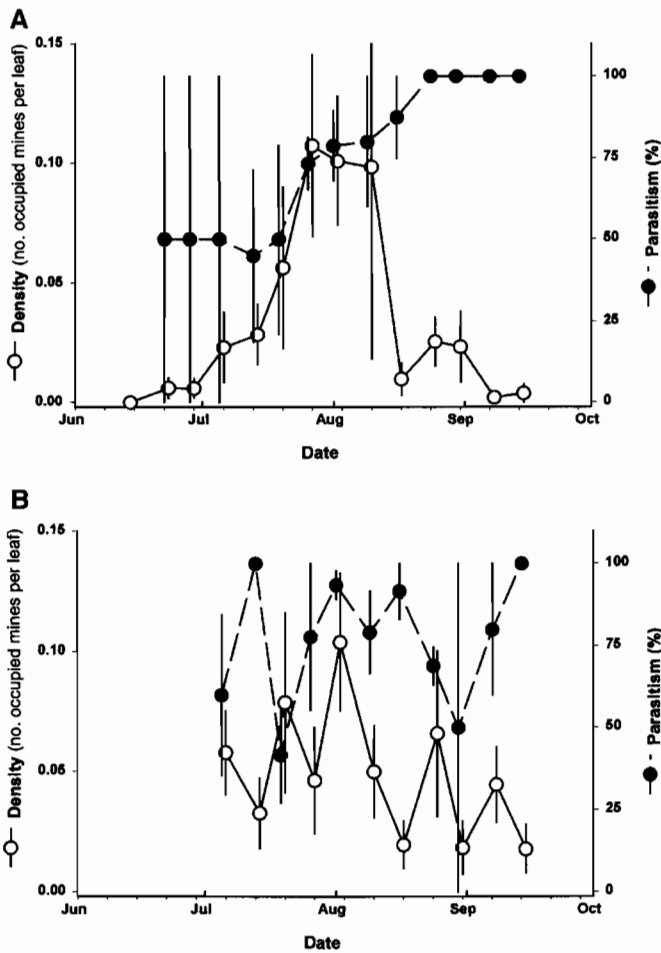 A
0.15
0.10
0.05
0.00
Density (no. occupied mines per leaf)
100
75
50
25
0
Parasitism (%)
Jun Jul Aug Sep Oct
Date
B
0.15
0.10
0.05
0.00
Density (no. occupied mines per leaf)
100
75
50
25
0
Parasitism (%)
Jun Jul Aug Sep Oct
Date